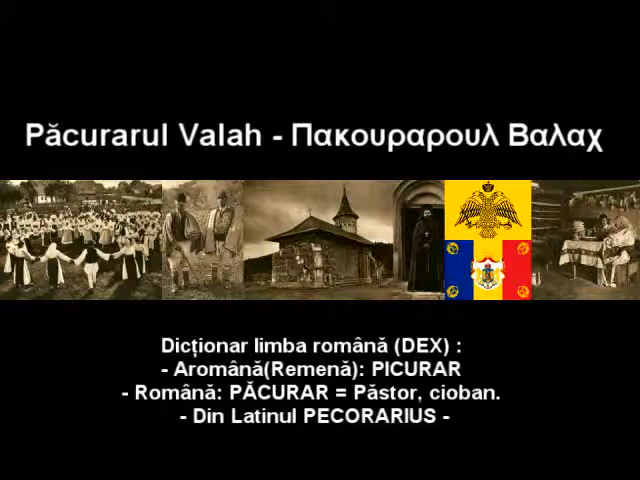 Păcurarul Valah - Πακουραρουλ Βαλαχ
Dicționar limba română (DEX) :
- Aromână(Remenă): PICURAR
- Română: PĂCURAR = Păstor, cioban.
- Din Latinul PECORARIUS -